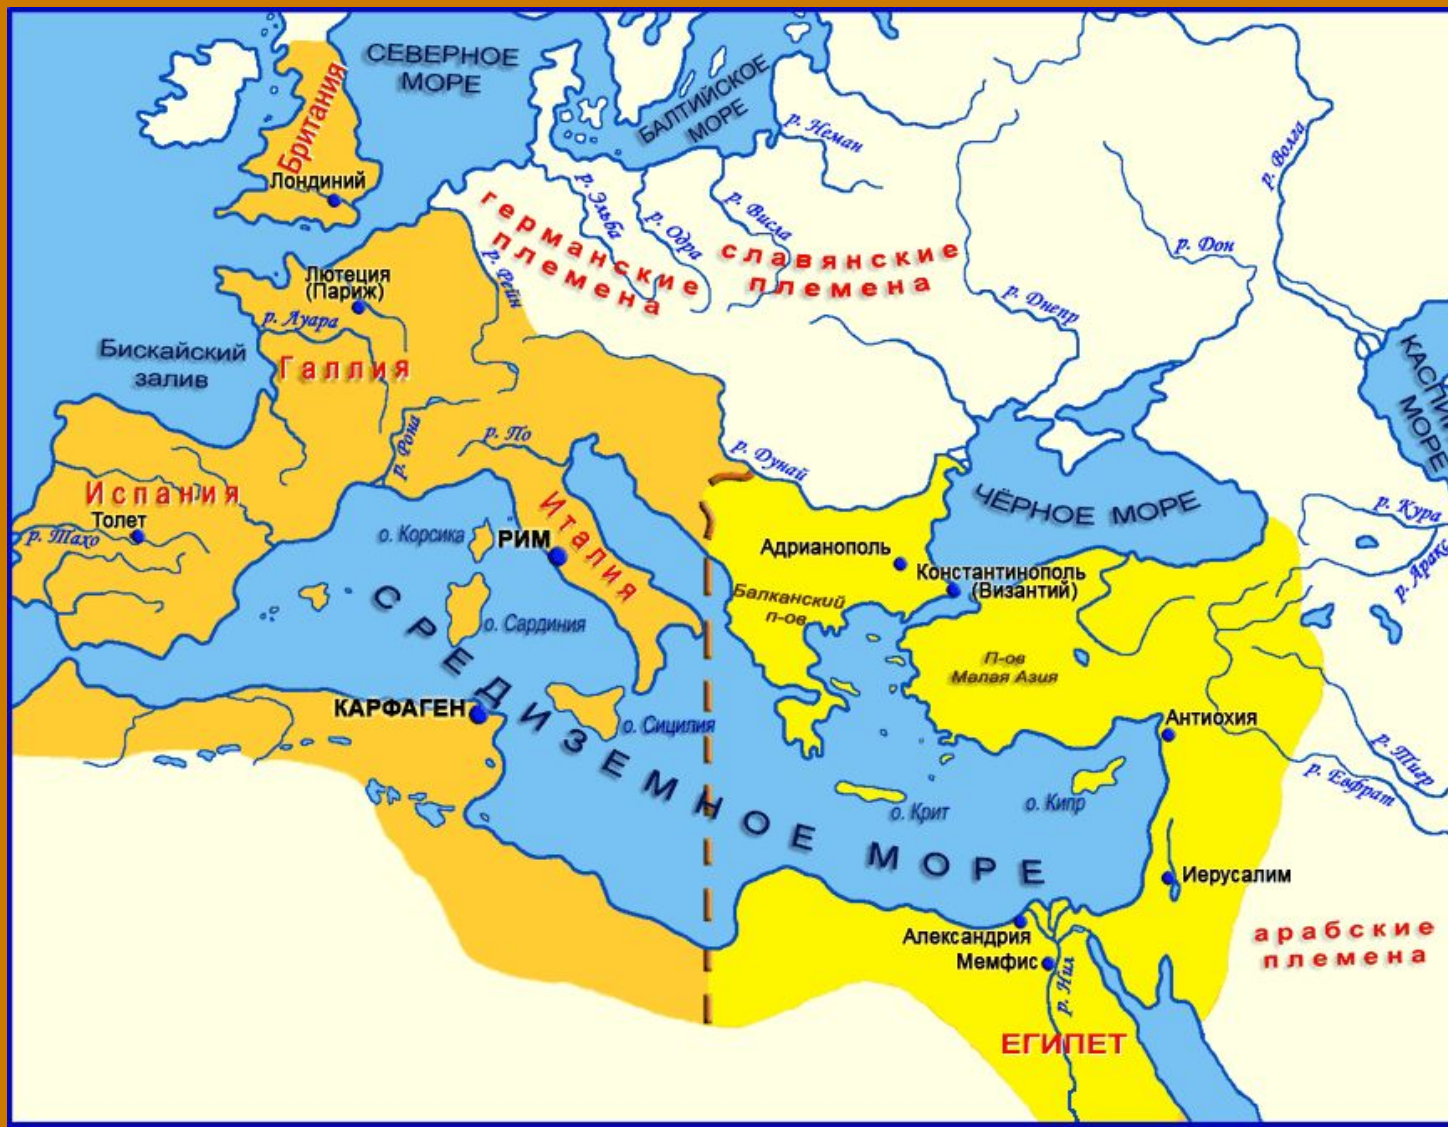 СЕВЕРНОЕ
МОРЕ
БАЛТИЙСКОЕ
МОРЕ
Британия
Лондиний
р. Неман
р. Волга
р. Эльба
р. Одра
р. Висла
германские
племена
славянские
племена
р. Дон
р. Днепр
р. Рейн
Лютеция
(Париж)
р. Луара
Бискайский
залив
Галлия
КАСПИЙ
МОРЕ
р. Рона
р. По
р. Дунай
Испания
Толет
р. Тахо
о. Корсика
РИМ
Италия
ЧЁРНОЕ МОРЕ
р. Кура
р. Аракс
Адрианополь
Константинополь
(Византий)
Балканский
п-ов
о. Сардиния
СРЕДИЗЕМНОЕ МОРЕ
П-ов
Малая Азия
КАРФАГЕН
о. Сицилия
Антиохия
р. Тигр
р. Евфрат
о. Крит
о. Кипр
Иерусалим
арабские
племена
Александрия
Мемфис
р. Нил
ЕГИПЕТ